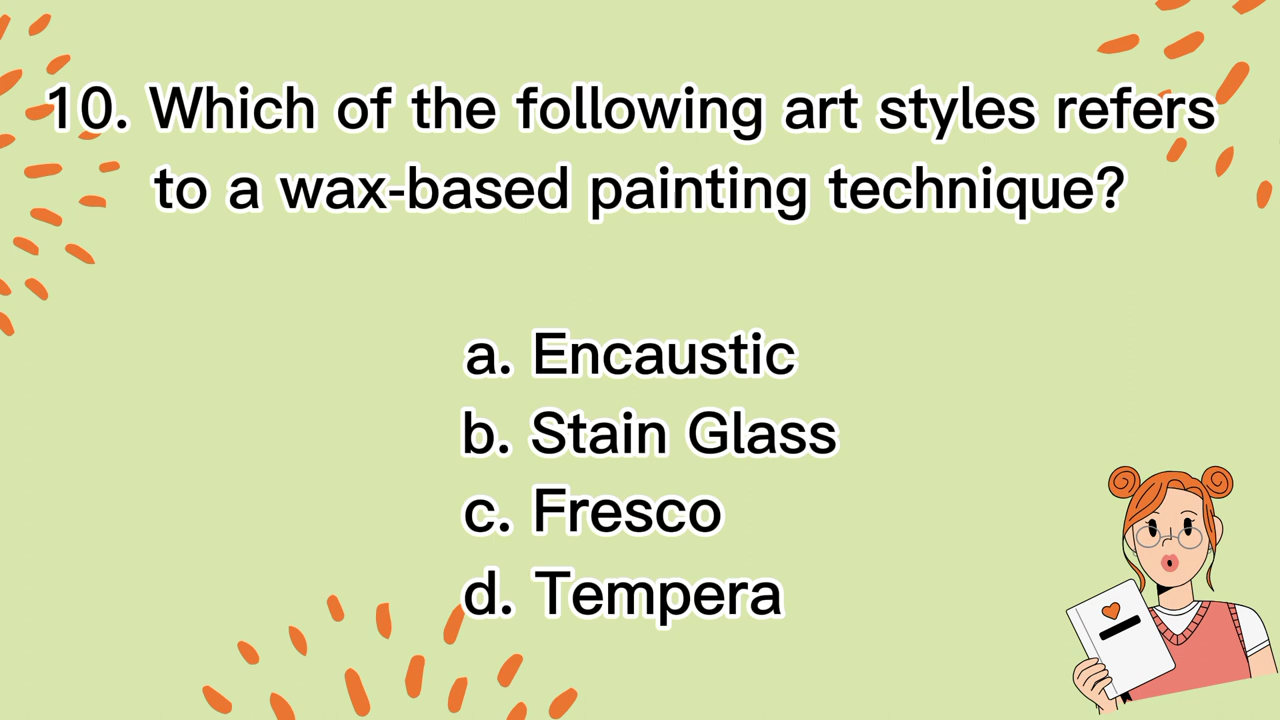 10. Which of the following art styles refers
to a wax-based painting technique?
a. Encaustic
b. Stain Glass
c. Fresco
d. Tempera